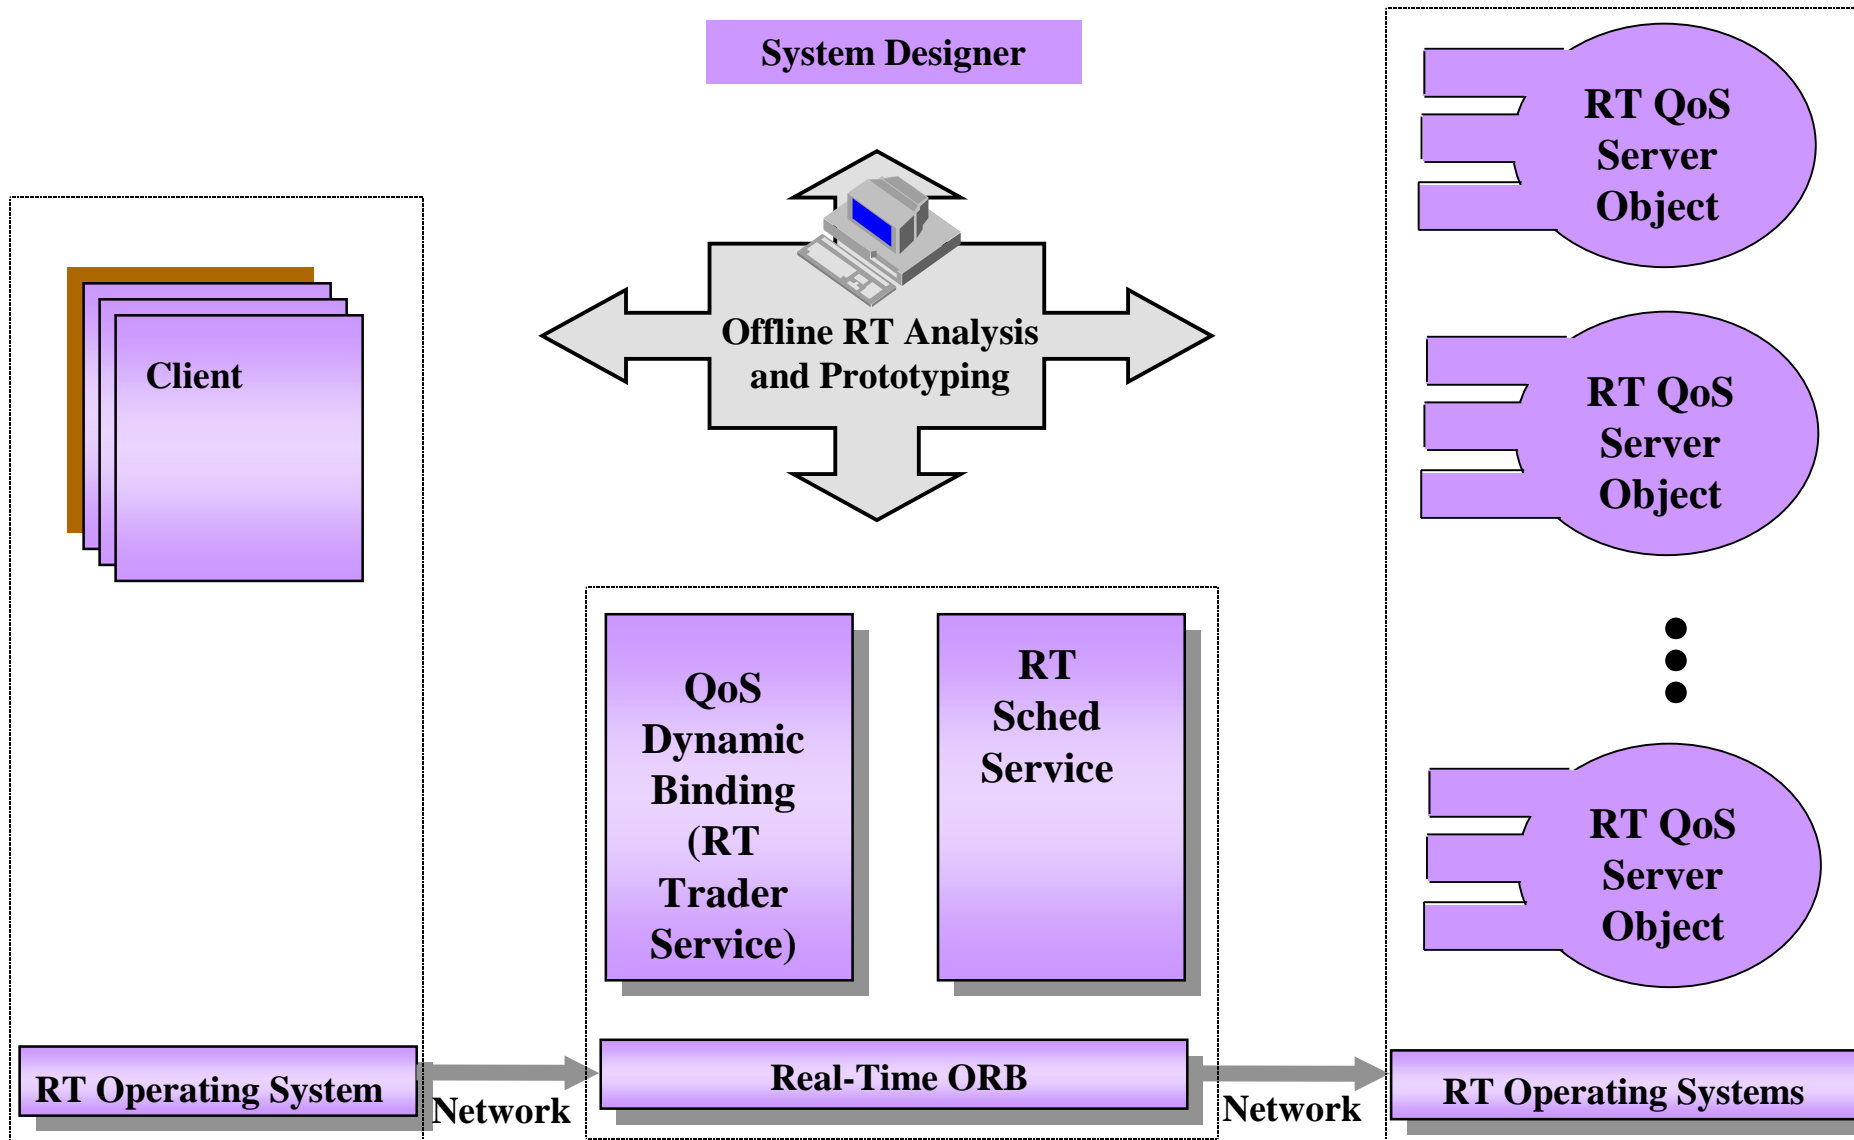 System Designer
Offline RT Analysis
and Prototyping
Client
RT Operating System
Network
QoS
Dynamic
Binding
(RT
Trader
Service)
RT
Sched
Service
Real-Time ORB
Network
RT QoS
Server
Object
RT QoS
Server
Object
RT QoS
Server
Object
RT Operating Systems